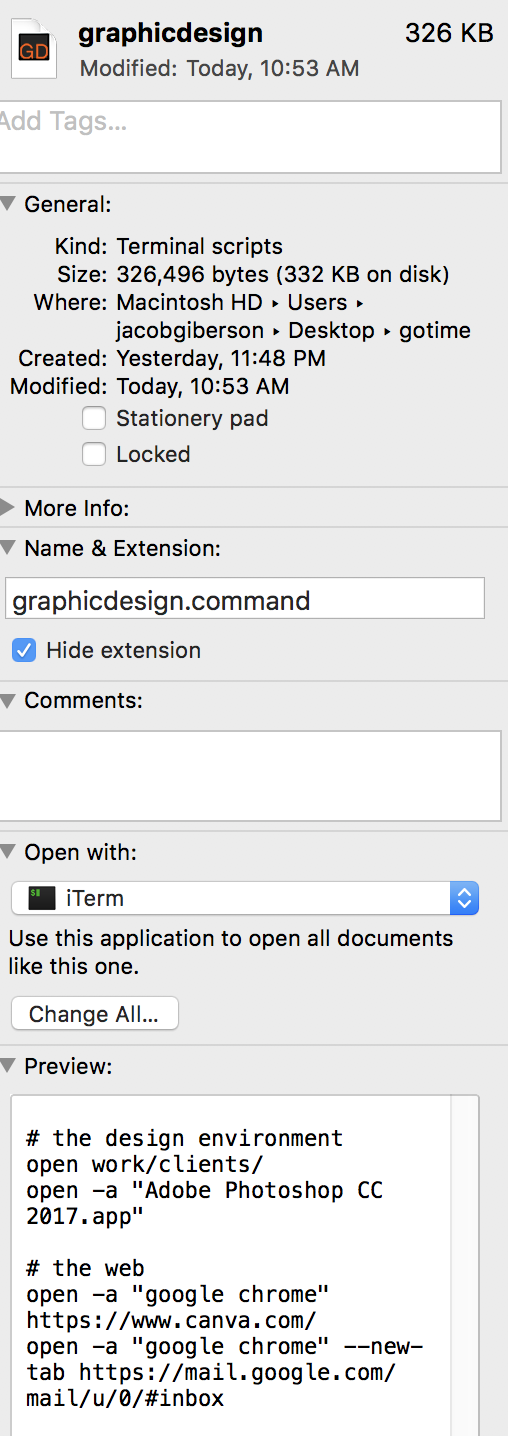 GD
graphicdesign 326 KB
Modified: Today, 10:53 AM
Add Tags...
General:
Kind: Terminal scripts
Size: 326,496 bytes (332 KB on disk)
Where: Macintosh HD ▸ Users ▸
jacobgiberson ▸ Desktop ▸ gotime
Created: Yesterday, 11:48 PM
Modified: Today, 10:53 AM
Stationery pad
Locked
More Info:
Name & Extension:
graphicdesign.command
Hide extension
Comments:
Open with:
iTerm
Use this application to open all documents
like this one.
Change All...
Preview:
# the design environment
open work/clients/
open -a "Adobe Photoshop CC
2017.app"
# the web
open -a "google chrome"
https://www.canva.com/
open -a "google chrome" --new-
tab https://mail.google.com/
mail/u/0/#inbox